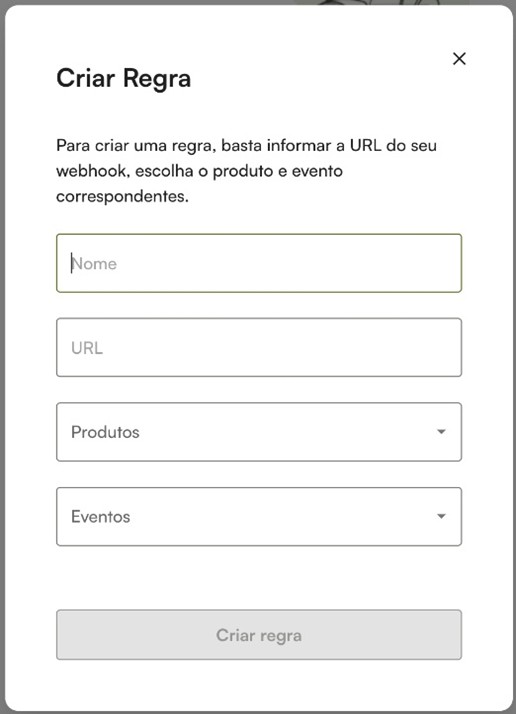 Criar Regra
Para criar uma regra, basta informar a URL do seu
webhook, escolha o produto e evento
correspondentes.
Nome
URL
Produtos
Eventos
Criar regra